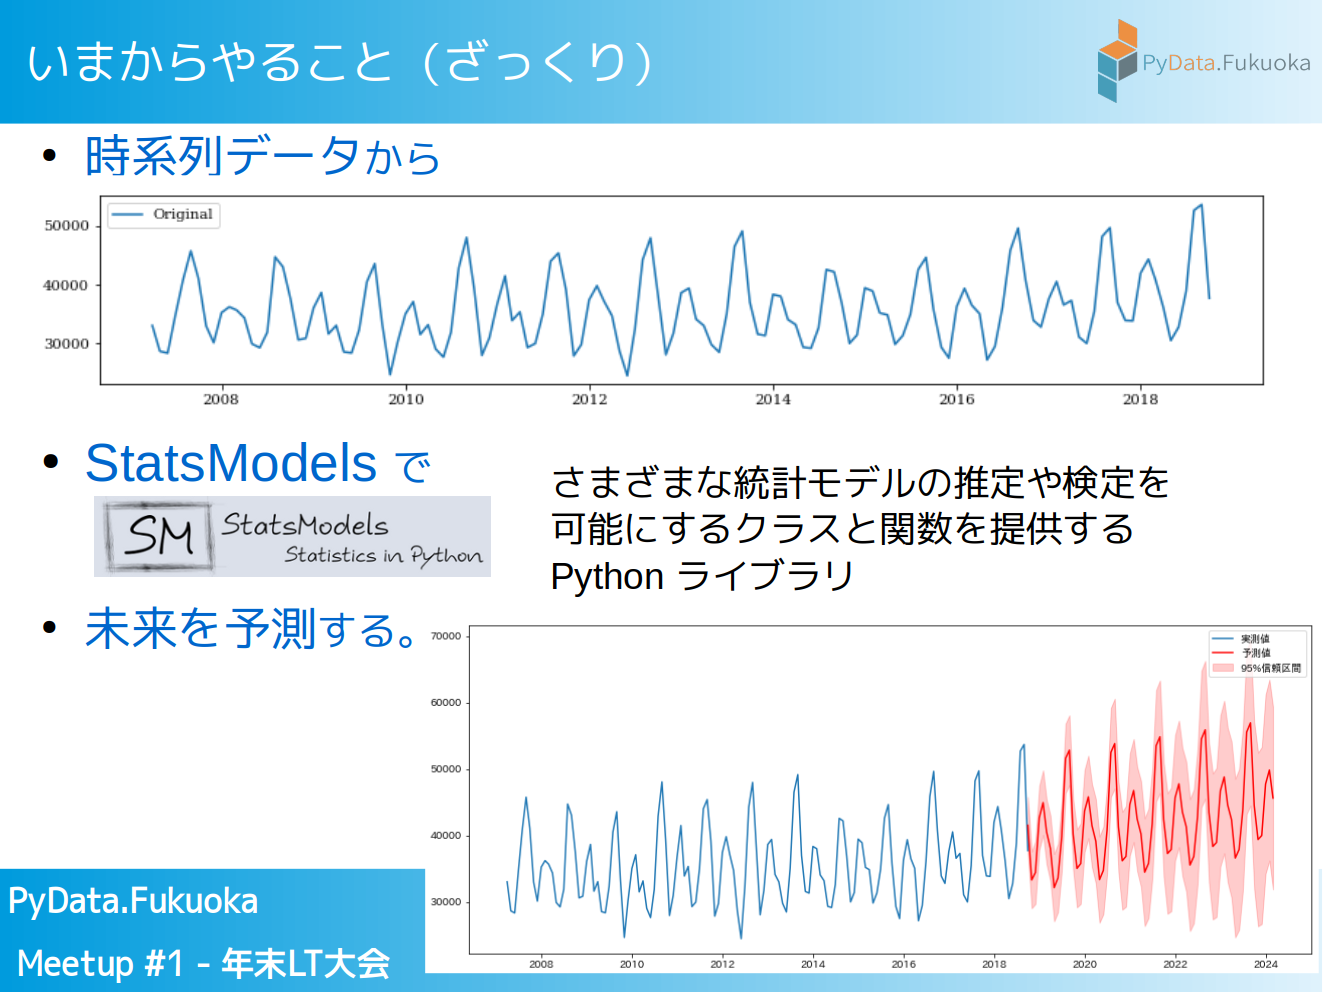 いまからやること（ざっくり）
PyData.Fukuoka
• 時系列データから
Original
50000
40000
30000
2008 2010 2012 2014 2016 2018
• StatsModels で
SM StatsModels
Statistics in Python
さまざまな統計モデルの推定や検定を
可能にするクラスと関数を提供する
Python ライブラリ
• 未来を予測する。
70000
60000
50000
40000
30000
実測値
予測値
95%信頼区間
2008 2010 2012 2014 2016 2018 2020 2022 2024
PyData.Fukuoka
Meetup #1 - 年末LT大会